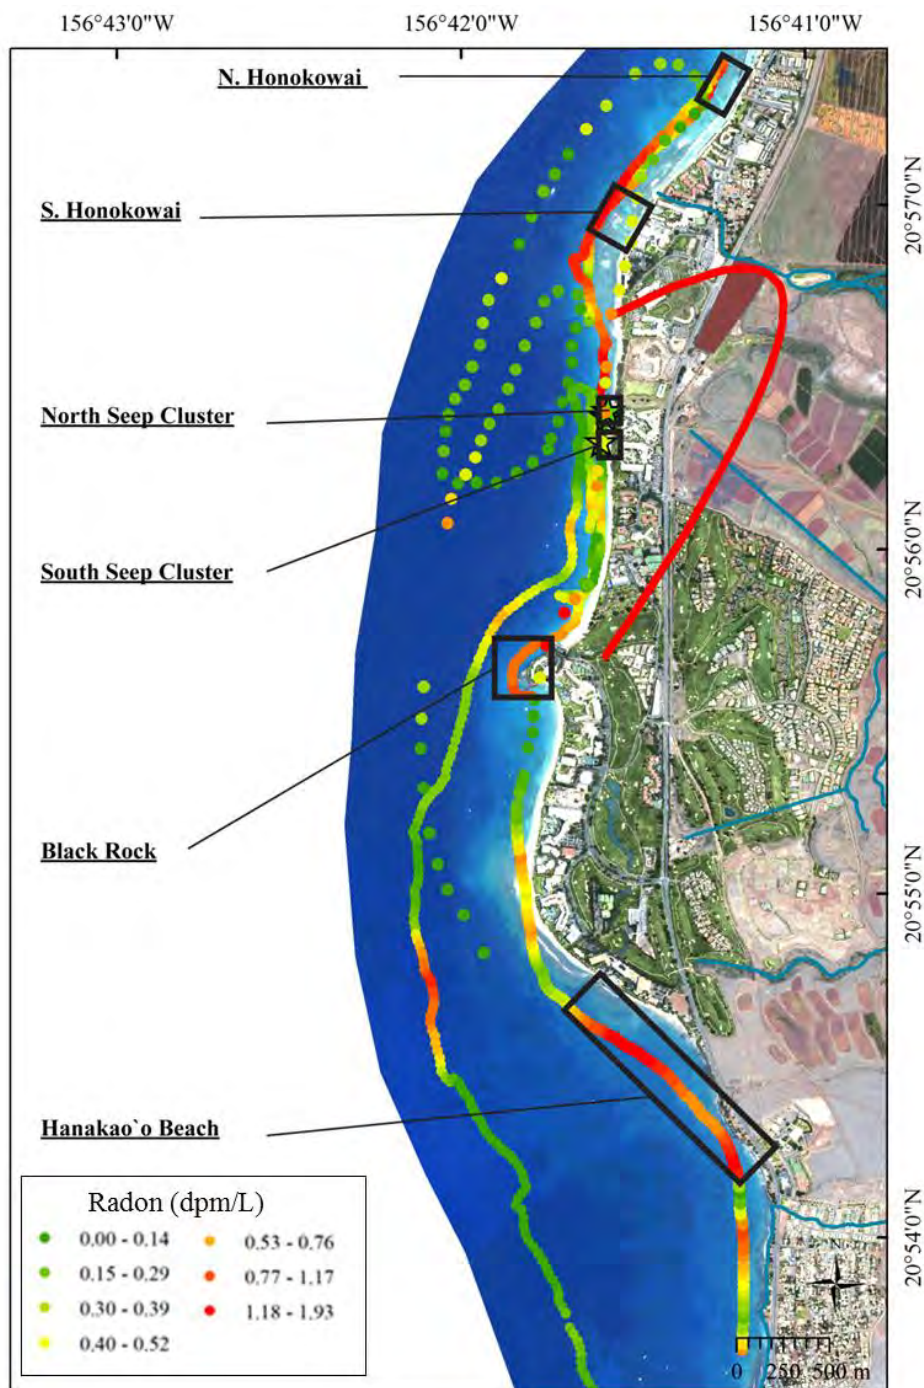 156°43'0"W 156°42'0"W 156°41'0"W
N. Honokowai
20°57'0"N
S. Honokowai
North Seep Cluster
20°56'0"N
South Seep Cluster
Black Rock
20°55'0"N
Hanakao`o Beach
Radon (dpm/L)
0.00 - 0.14 0.53 - 0.76
0.15 - 0.29 0.77 - 1.17
0.30 - 0.39 1.18 - 1.93
0.40 - 0.52
20°54'0"N
N
0 250 500 m